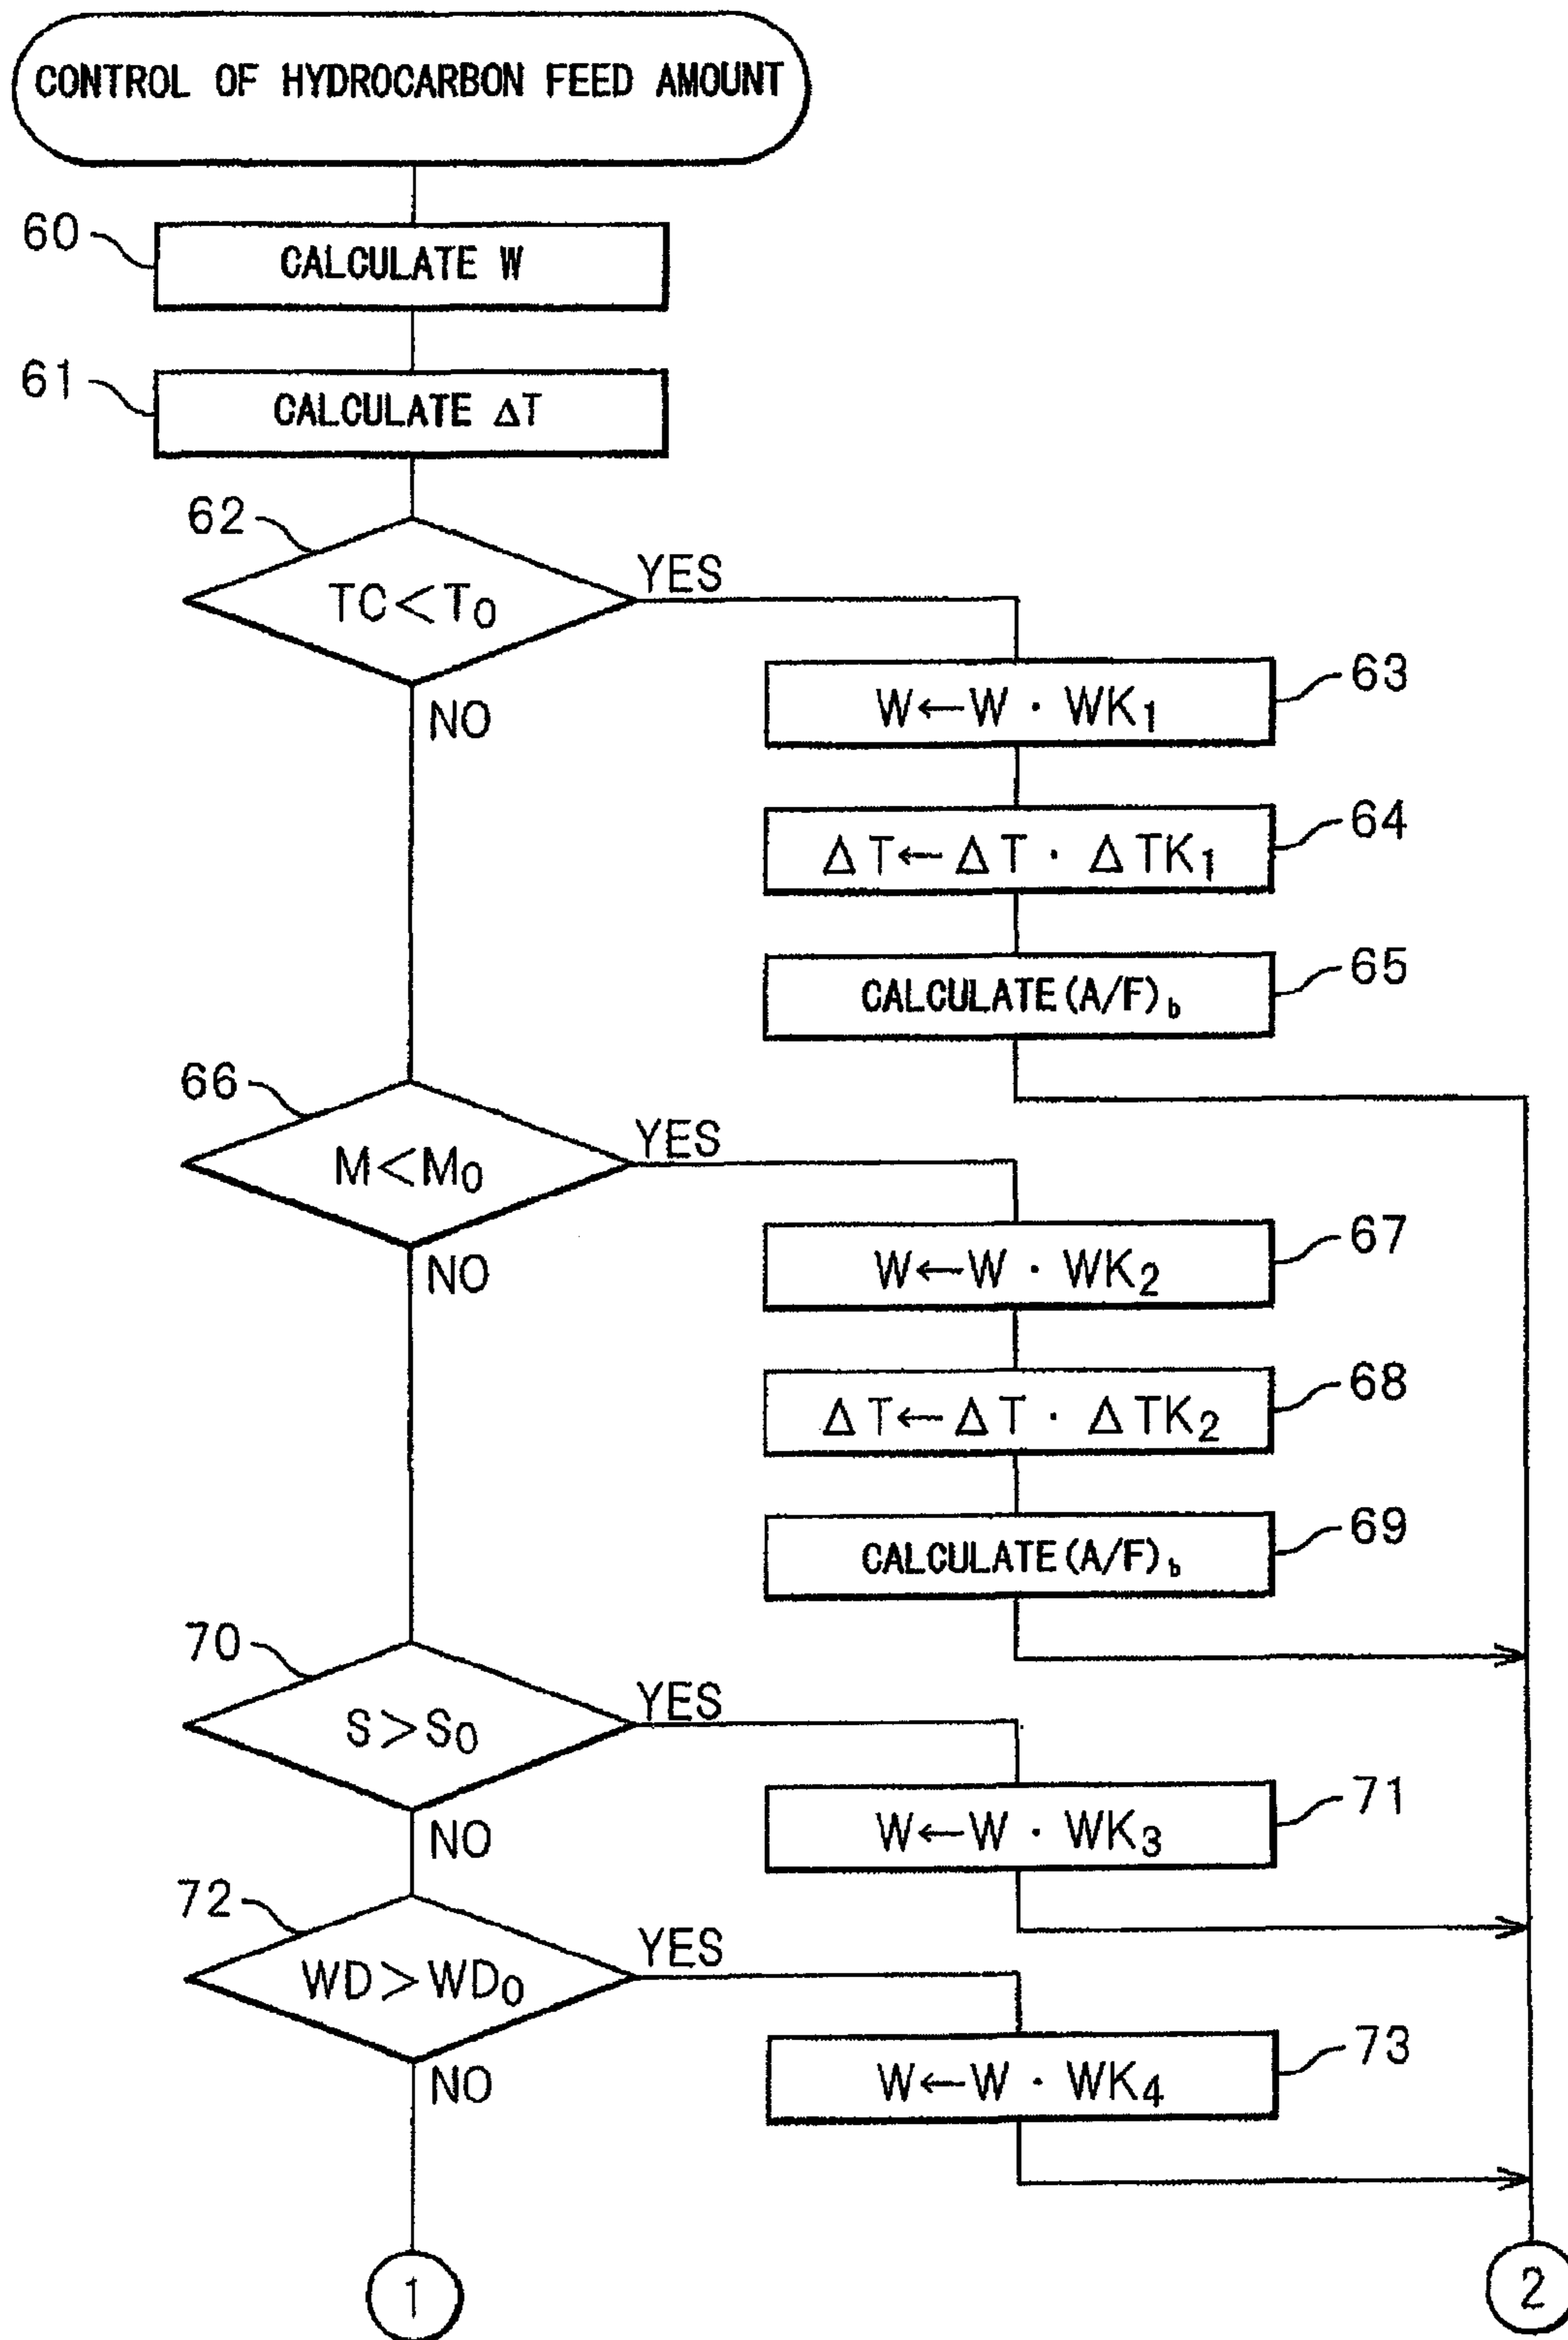 CONTROL OF HYDROCARBON FEED AMOUNT
60
CALCULATE W
61
CALCULATE ΔT
62
TC<T₀
YES
NO
63
W←W · WK₁
64
ΔT←ΔT · ΔTK₁
65
CALCULATE(A/F)b
66
M<M₀
YES
NO
67
W←W · WK₂
68
ΔT←ΔT · ΔTK₂
69
CALCULATE(A/F)b
70
S>S₀
YES
NO
71
W←W · WK₃
72
WD>WD₀
YES
NO
73
W←W · WK₄
1
2